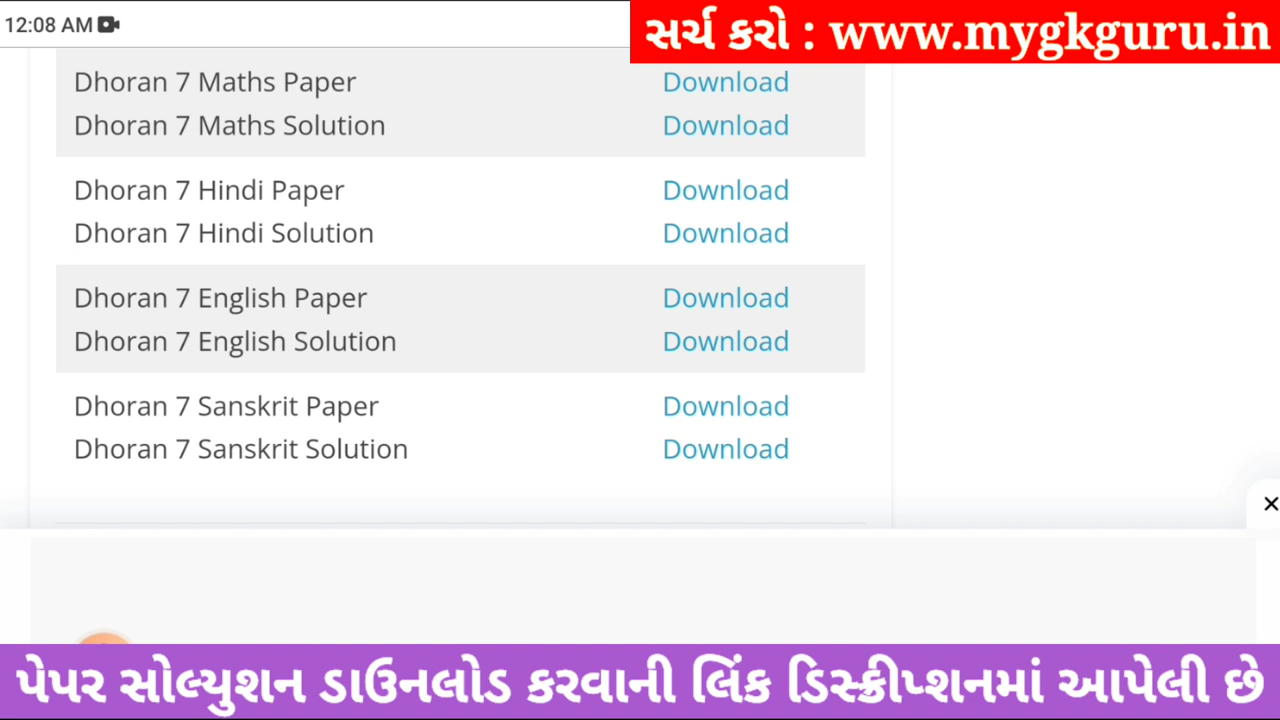 12:08 AM
સર્ચ કરો : www.mygkguru.in
Dhoran 7 Maths Paper Download
Dhoran 7 Maths Solution Download
Dhoran 7 Hindi Paper Download
Dhoran 7 Hindi Solution Download
Dhoran 7 English Paper Download
Dhoran 7 English Solution Download
Dhoran 7 Sanskrit Paper Download
Dhoran 7 Sanskrit Solution Download
પેપર સોલ્યુશન ડાઉનલોડ કરવાની લિંક ડિસ્ક્રીપ્શનમાં આપેલી છે